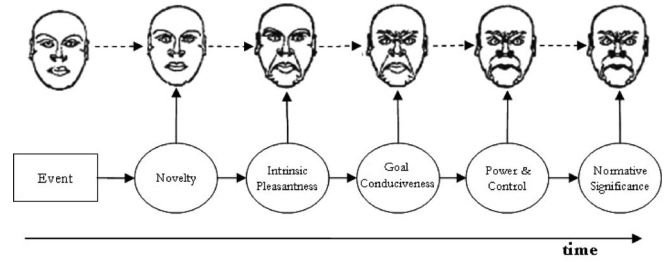 Event
Novelty
Intrinsic
Pleasantness
Goal
Conduciveness
Power &
Control
Normative
Significance
time